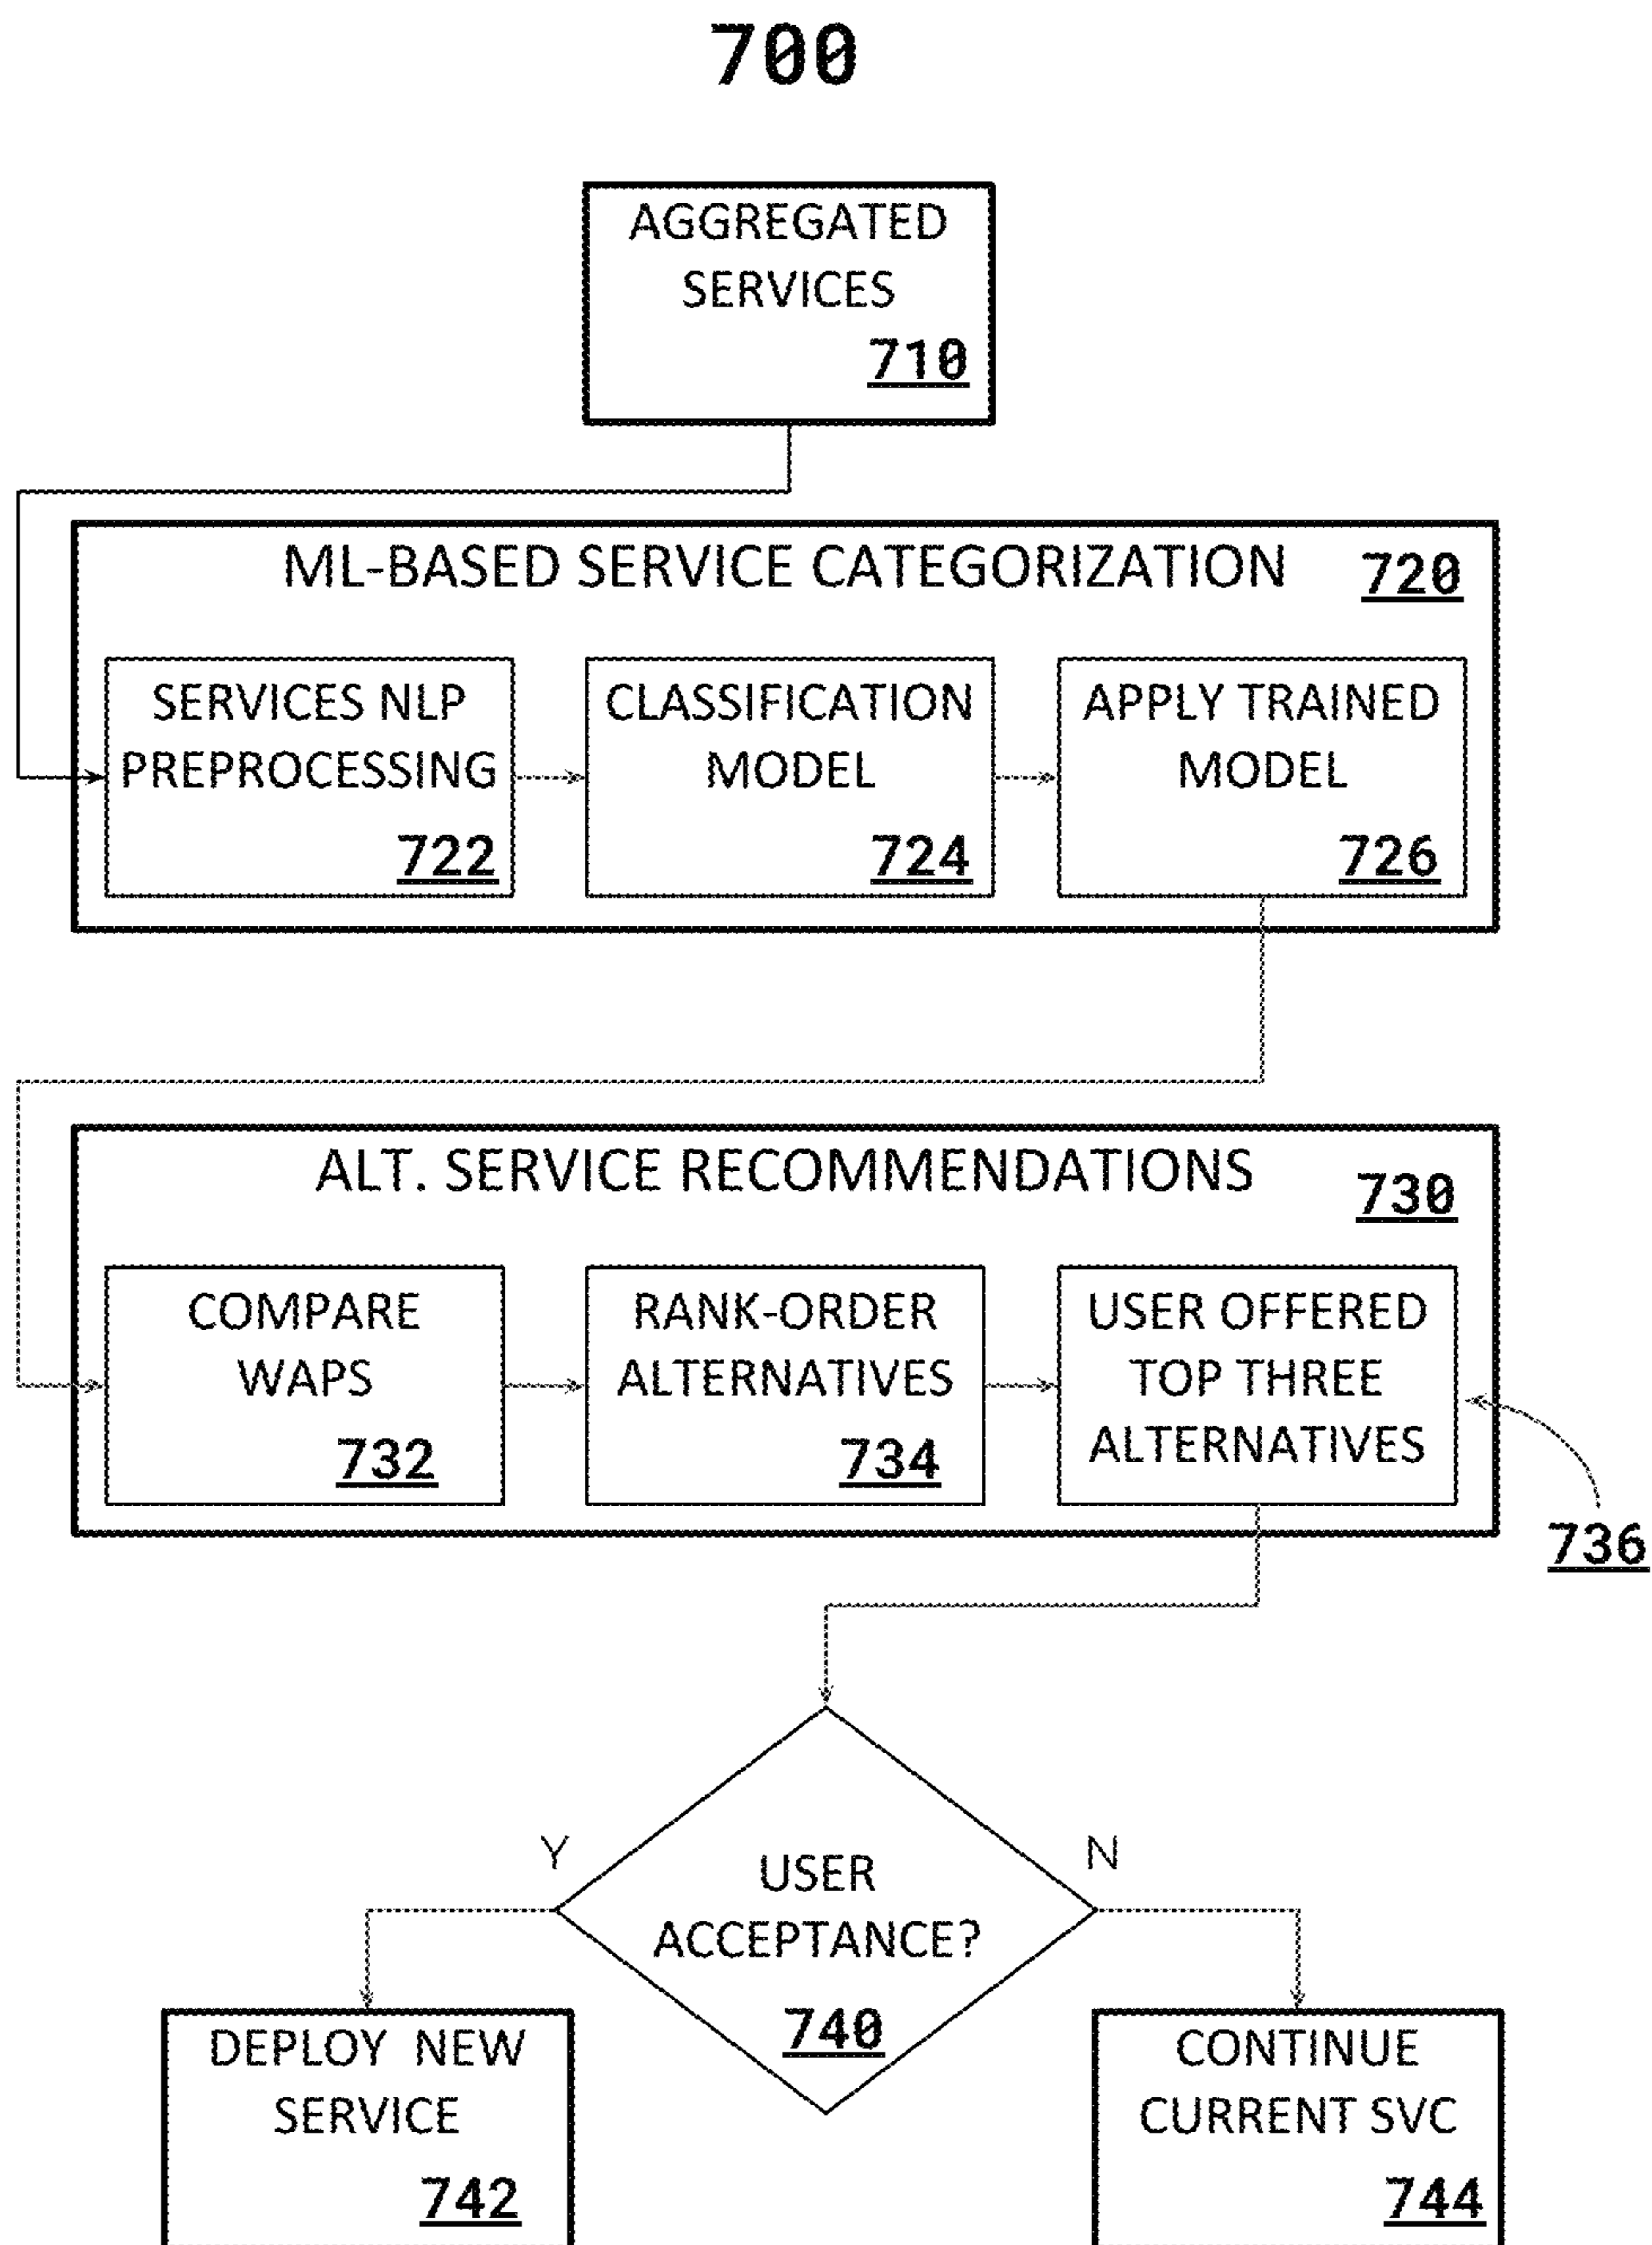 700
AGGREGATED
SERVICES
710
ML-BASED SERVICE CATEGORIZATION 720
SERVICES NLP
PREPROCESSING
722
CLASSIFICATION
MODEL
724
APPLY TRAINED
MODEL
726
ALT. SERVICE RECOMMENDATIONS 730
COMPARE
WAPS
732
RANK-ORDER
ALTERNATIVES
734
USER OFFERED
TOP THREE
ALTERNATIVES
736
Y
N
USER
ACCEPTANCE?
740
DEPLOY NEW
SERVICE
742
CONTINUE
CURRENT SVC
744